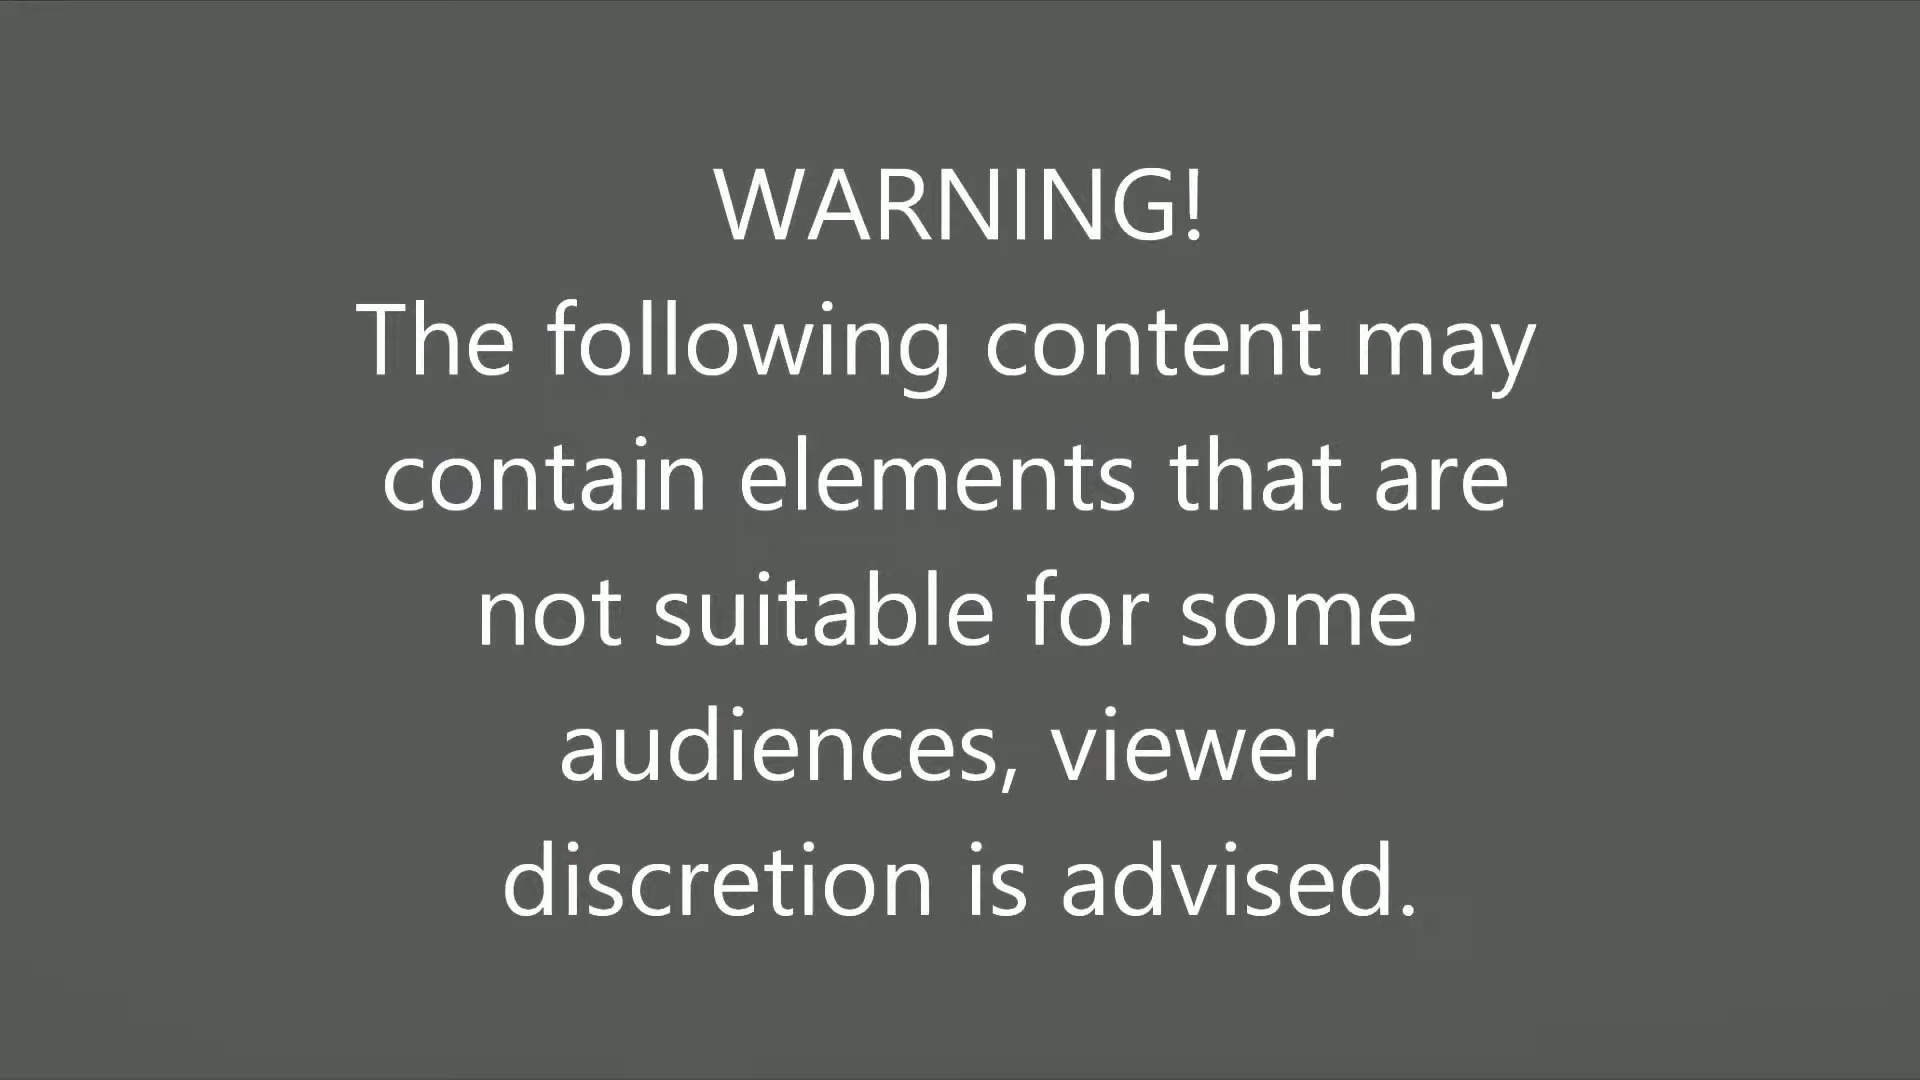 WARNING!
The following content may
contain elements that are
not suitable for some
audiences, viewer
discretion is advised.